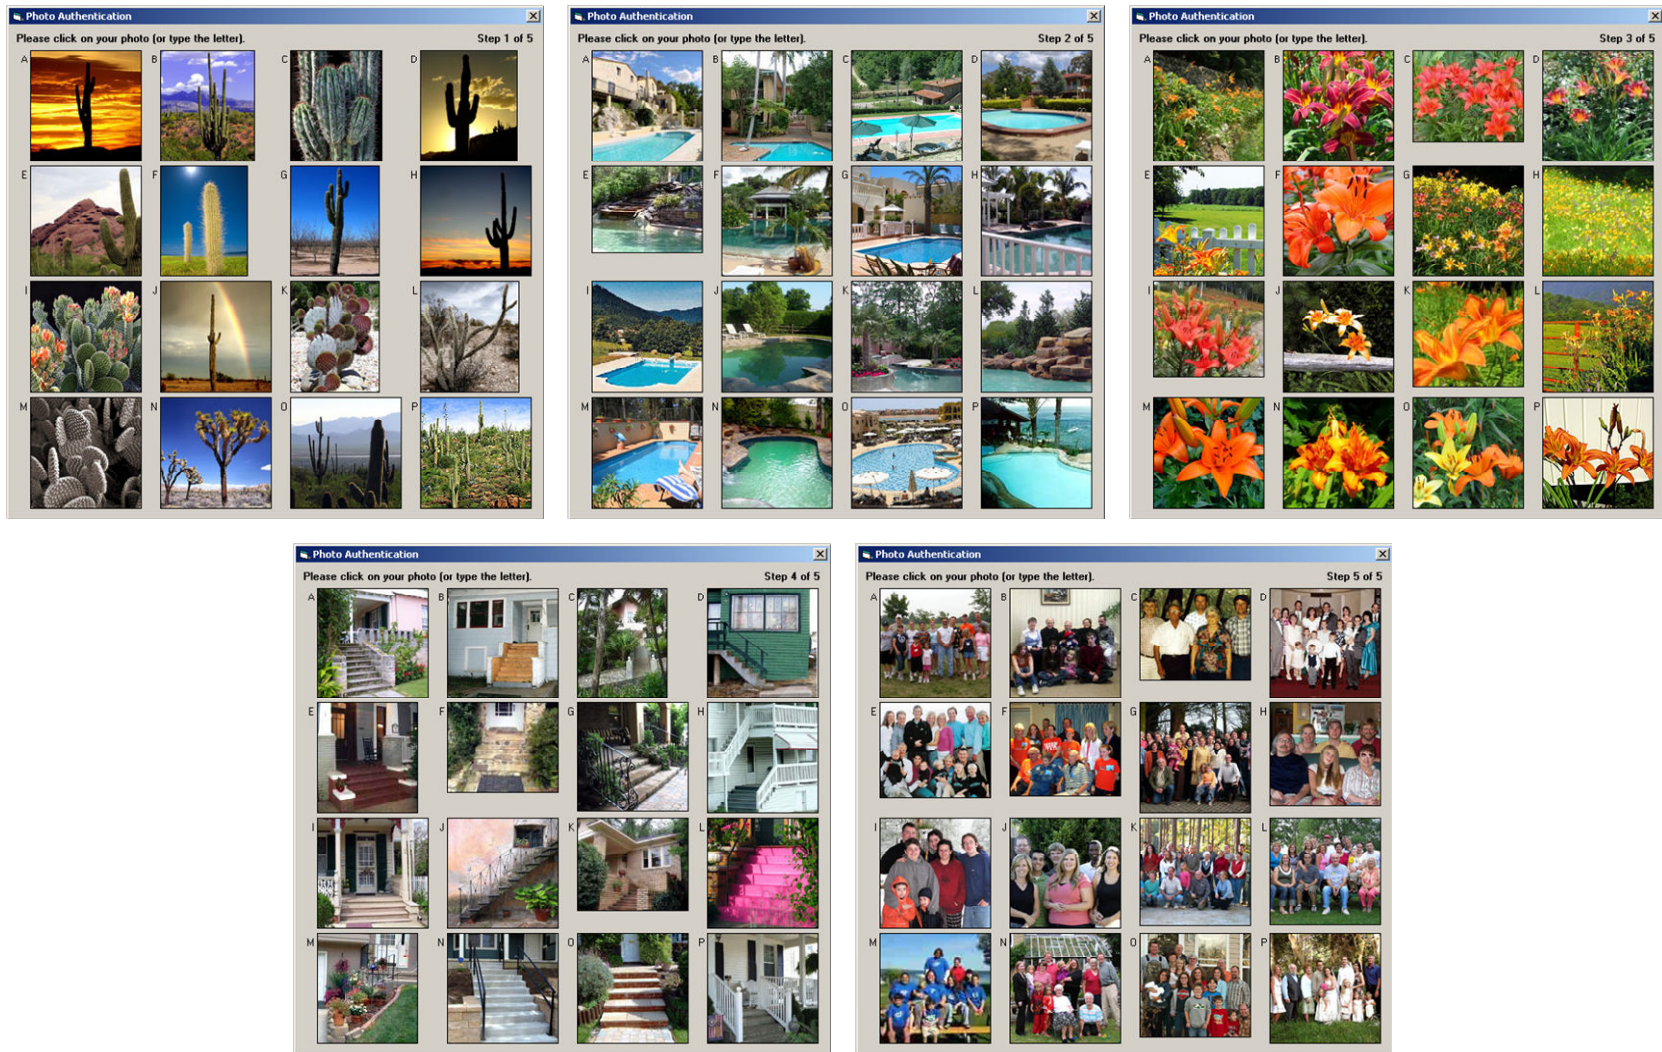 Photo Authentication
Please click on your photo (or type the letter). Step 1 of 5
A B C D
E F G H
I J K L
M N O P
Photo Authentication
Please click on your photo (or type the letter). Step 2 of 5
A B C D
E F G H
I J K L
M N O P
Photo Authentication
Please click on your photo (or type the letter). Step 3 of 5
A B C D
E F G H
I J K L
M N O P
Photo Authentication
Please click on your photo (or type the letter). Step 4 of 5
A B C D
E F G H
I J K L
M N O P
Photo Authentication
Please click on your photo (or type the letter). Step 5 of 5
A B C D
E F G H
I J K L
M N O P